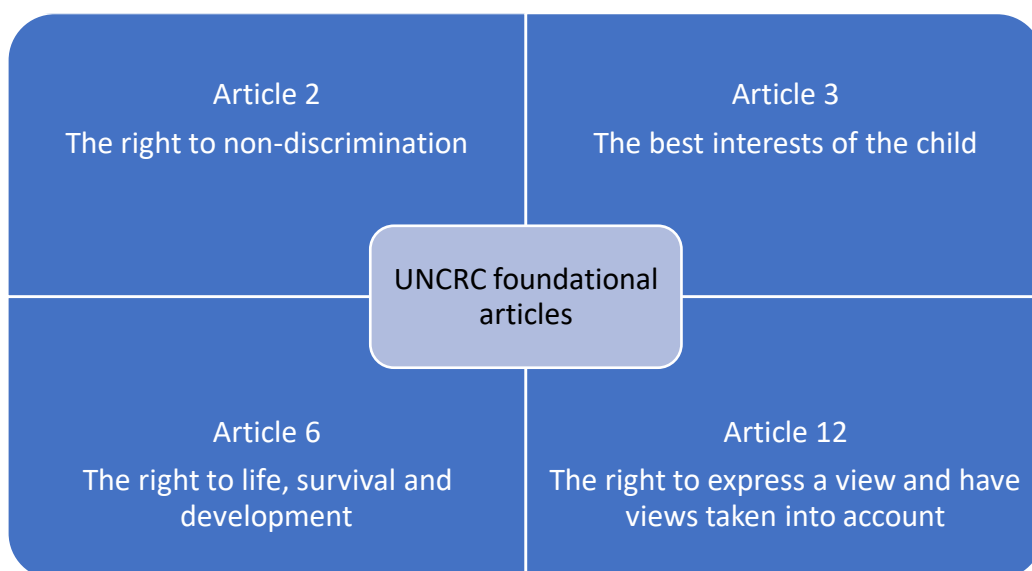 Article 2
The right to non-discrimination
Article 3
The best interests of the child
UNCRC foundational
articles
Article 6
The right to life, survival and
development
Article 12
The right to express a view and have
views taken into account